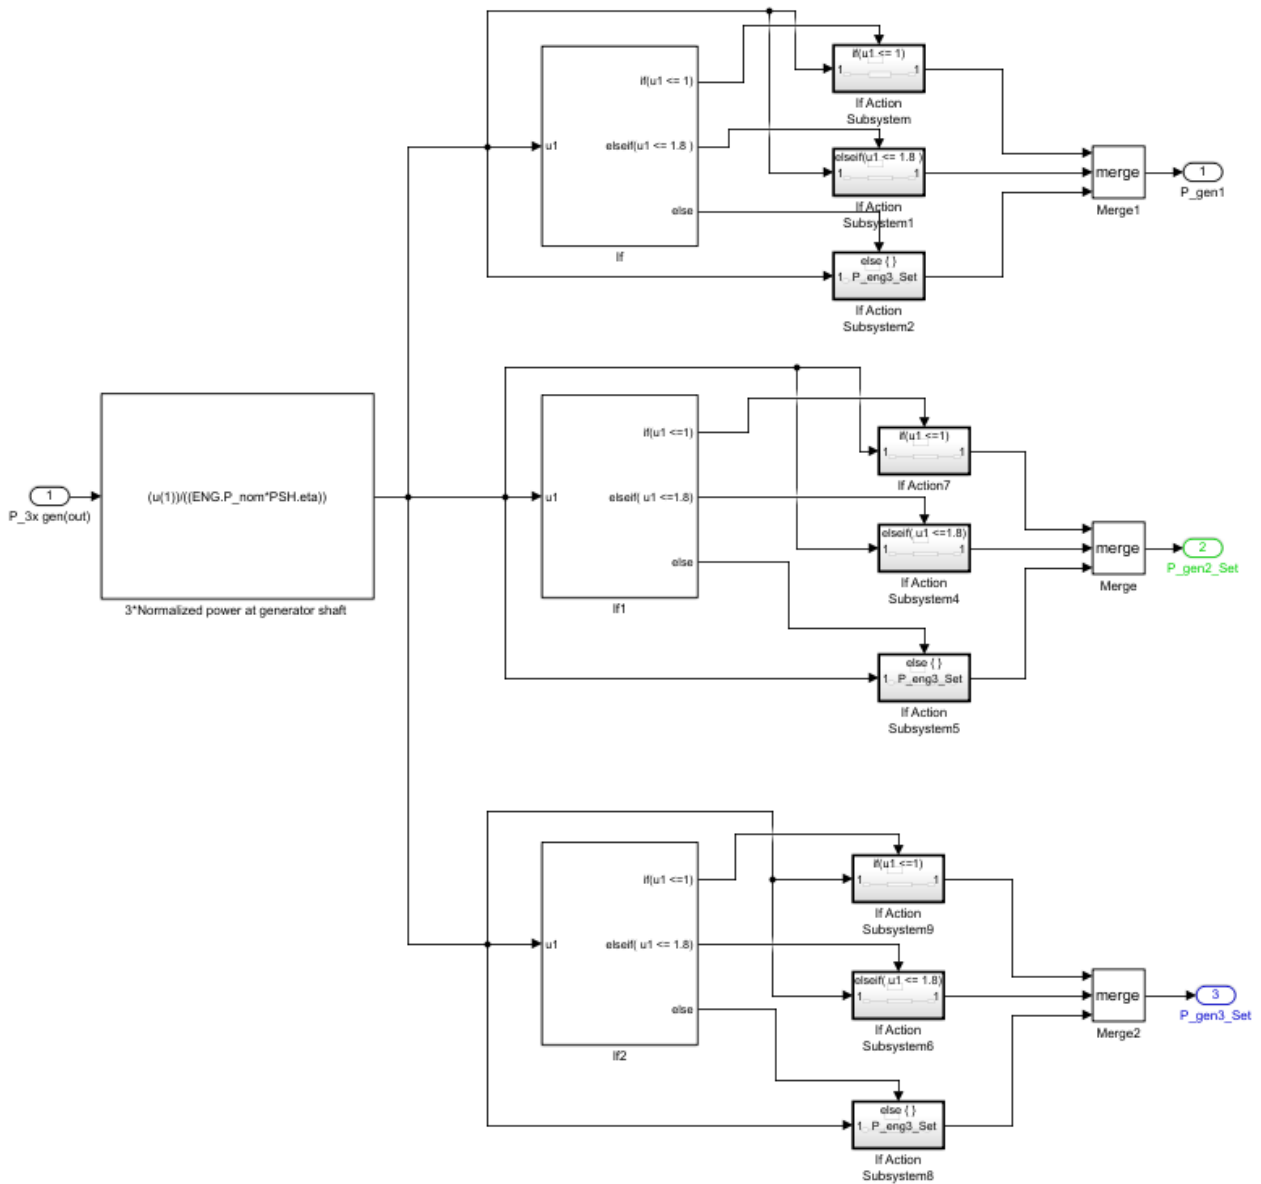 1
P_3x gen(out)
(u(1))/((ENG.P_nom*PSH.eta))
3*Normalized power at generator shaft
u1
if(u1 <= 1)
elseif(u1 <= 1.8 )
else
If
if(u1 <= 1)
1 1
If Action
Subsystem
elseif(u1 <= 1.8 )
1 1
If Action
Subsystem1
else { }
1 P_eng3_Set
If Action
Subsystem2
merge
Merge1
1
P_gen1
u1
if(u1 <=1)
elseif( u1 <=1.8)
else
If1
if(u1 <=1)
1 1
If Action7
elseif( u1 <=1.8)
1 1
If Action
Subsystem4
else { }
1 P_eng3_Set
If Action
Subsystem5
merge
Merge
2
P_gen2_Set
u1
if(u1 <=1)
elseif( u1 <= 1.8)
else
If2
if(u1 <=1)
1 1
If Action
Subsystem9
elseif( u1 <= 1.8)
1 1
If Action
Subsystem6
else { }
1 P_eng3_Set
If Action
Subsystem8
merge
Merge2
3
P_gen3_Set